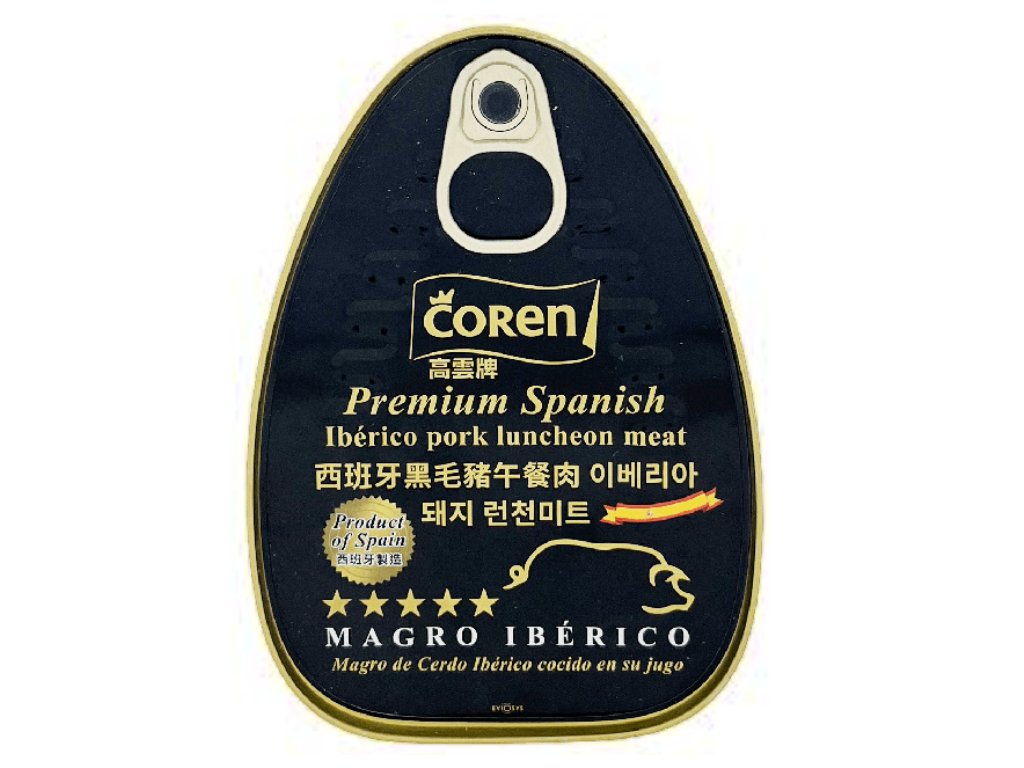 coren
高雲牌
Premium Spanish
Ibérico pork luncheon meat
西班牙黑毛豬午餐肉 이베리아
돼지 런천미트
Product
of Spain
西班牙製造
MAGRO IBÉRICO
Magro de Cerdo Ibérico cocido en su jugo
EVIOSYS